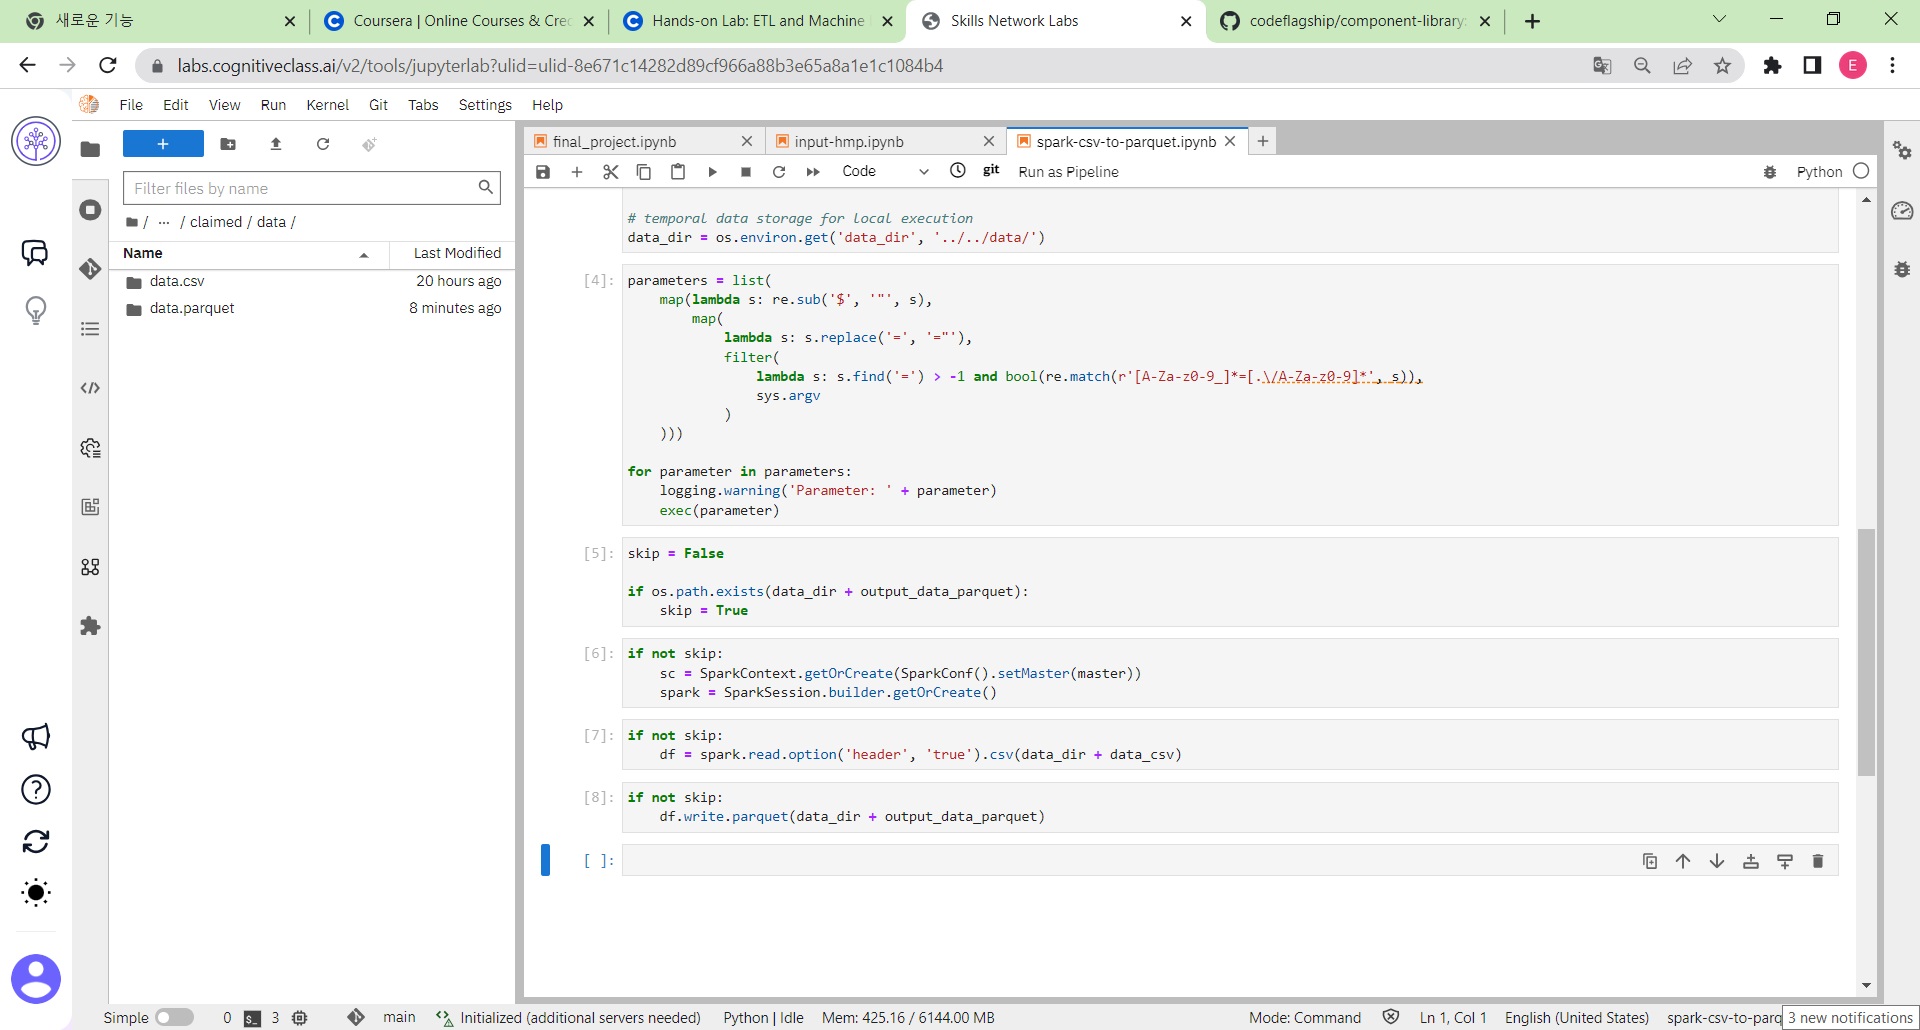 새로운 기능
Coursera | Online Courses & Cred
Hands-on Lab: ETL and Machine
Skills Network Labs
codeflagship/component-library:
labs.cognitiveclass.ai/v2/tools/jupyterlab?ulid=ulid-8e671c14282d89cf966a88b3e65a8a1e1c1084b4
E
File Edit View Run Kernel Git Tabs Settings Help
Filter files by name
/ ... / claimed / data /
Name Last Modified
data.csv 20 hours ago
data.parquet 8 minutes ago
final_project.ipynb
input-hmp.ipynb
spark-csv-to-parquet.ipynb
Code
git
Run as Pipeline
Python
# temporal data storage for local execution
data_dir = os.environ.get('data_dir', '../../data/')
[4]:
parameters = list(
    map(lambda s: re.sub('$', '"', s),
        map(
            lambda s: s.replace('=', '="'),
            filter(
                lambda s: s.find('=') > -1 and bool(re.match(r'[A-Za-z0-9_]*=[.\/A-Za-z0-9]*', s)),
                sys.argv
            )
    )))
for parameter in parameters:
    logging.warning('Parameter: ' + parameter)
    exec(parameter)
[5]:
skip = False
if os.path.exists(data_dir + output_data_parquet):
    skip = True
[6]:
if not skip:
    sc = SparkContext.getOrCreate(SparkConf().setMaster(master))
    spark = SparkSession.builder.getOrCreate()
[7]:
if not skip:
    df = spark.read.option('header', 'true').csv(data_dir + data_csv)
[8]:
if not skip:
    df.write.parquet(data_dir + output_data_parquet)
[ ]:
Simple 0 3 main Initialized (additional servers needed) Python | Idle Mem: 425.16 / 6144.00 MB Mode: Command Ln 1, Col 1 English (United States) spark-csv-to-parq
3 new notifications